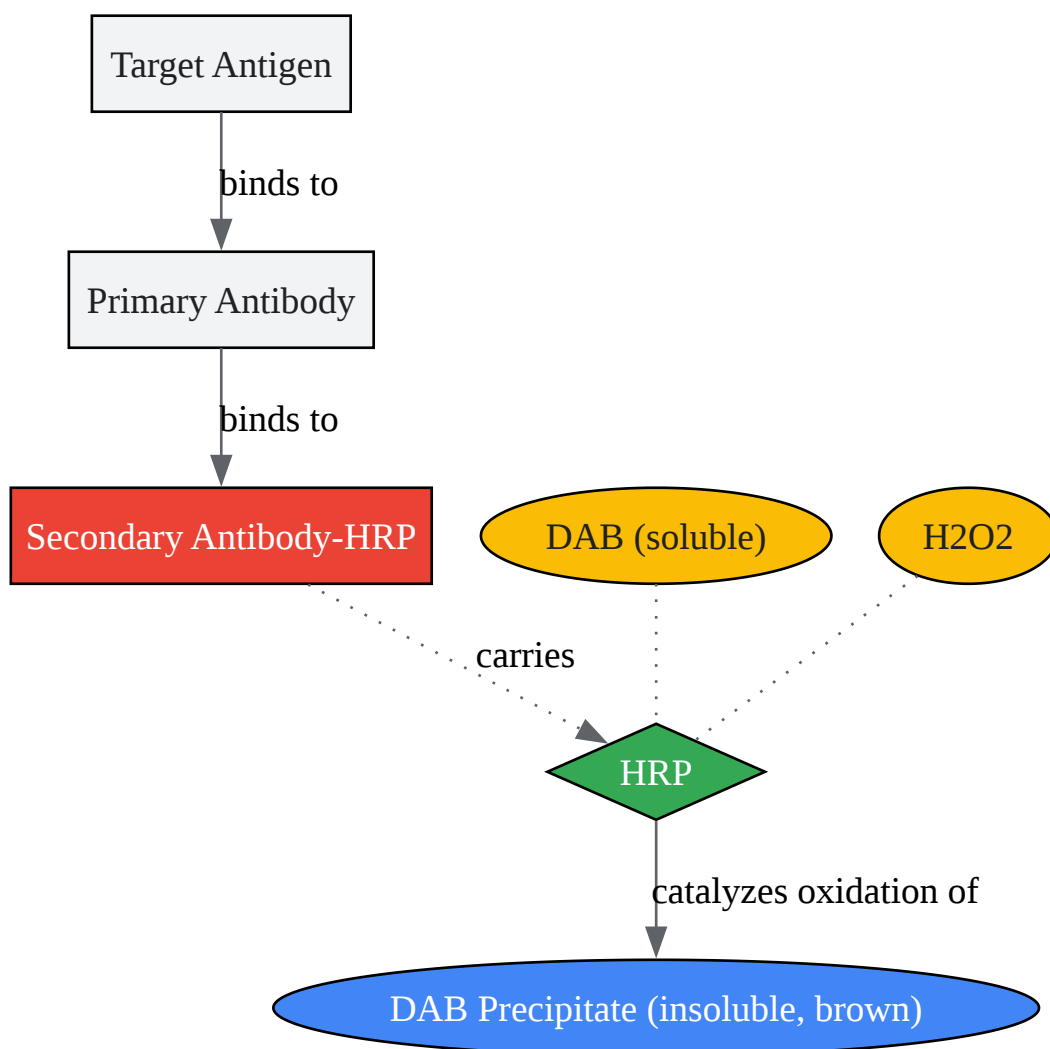 Target Antigen
binds to
Primary Antibody
binds to
Secondary Antibody-HRP
DAB (soluble)
H2O2
carries
HRP
catalyzes oxidation of
DAB Precipitate (insoluble, brown)